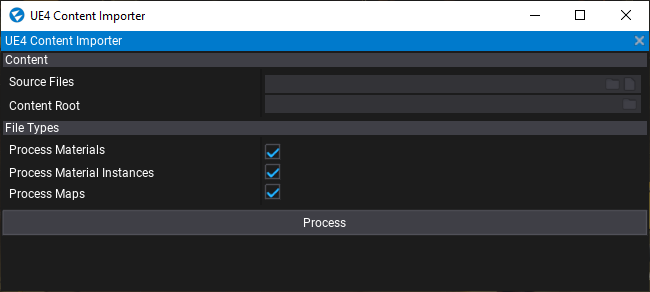 UE4 Content Importer
UE4 Content Importer
Content
Source Files
Content Root
File Types
Process Materials
Process Material Instances
Process Maps
Process